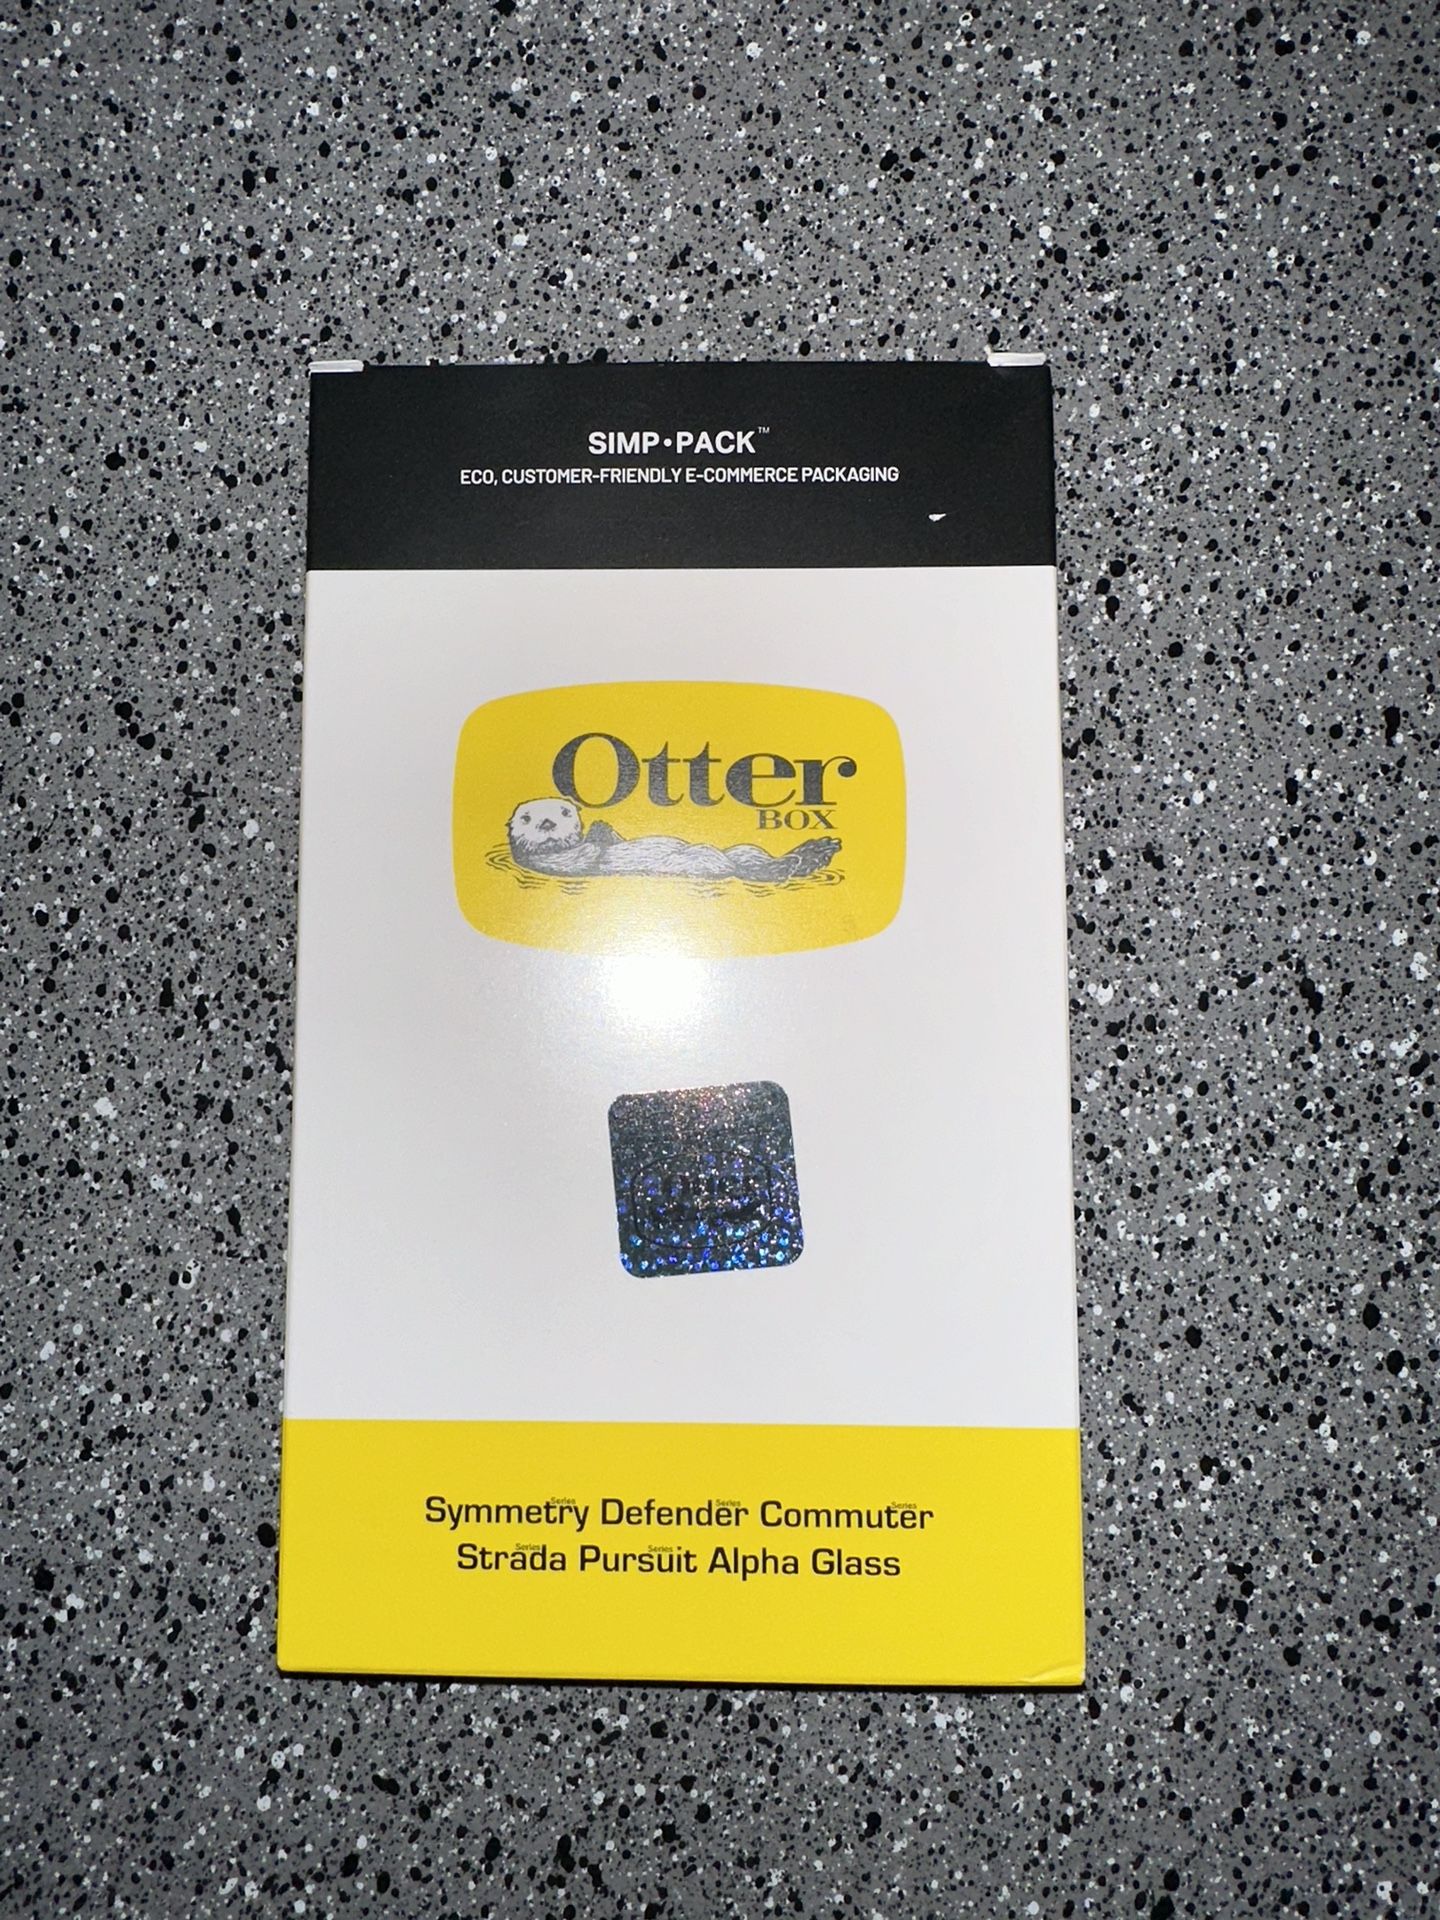 SIMP•PACK™
ECO, CUSTOMER-FRIENDLY E-COMMERCE PACKAGING
Otter
BOX
Symmetry Series Defender Series Commuter Series
Strada Series Pursuit Series Alpha Glass